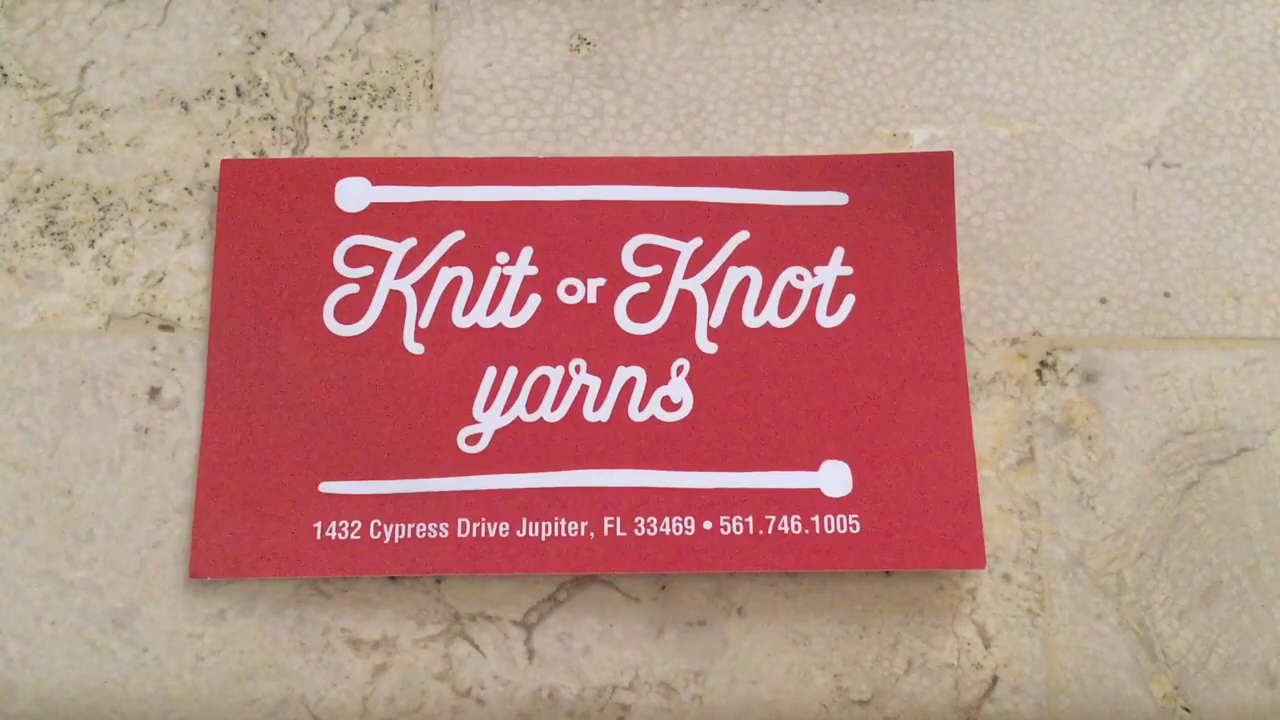 Knit or Knot
yarns
1432 Cypress Drive Jupiter, FL 33469 • 561.746.1005